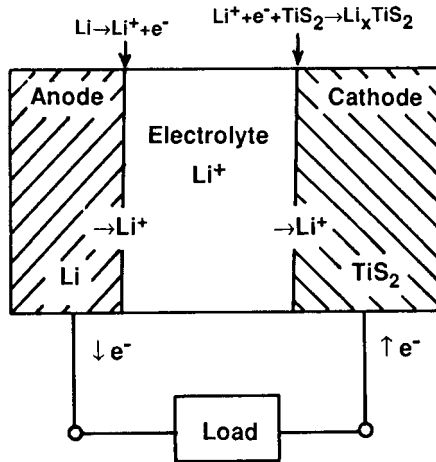 Li→Li⁺+e⁻
Li⁺+e⁻+TiS₂→LiₓTiS₂
Anode
Cathode
Electrolyte
Li⁺
→Li⁺
→Li⁺
Li
TiS₂
↓ e⁻
↑ e⁻
Load